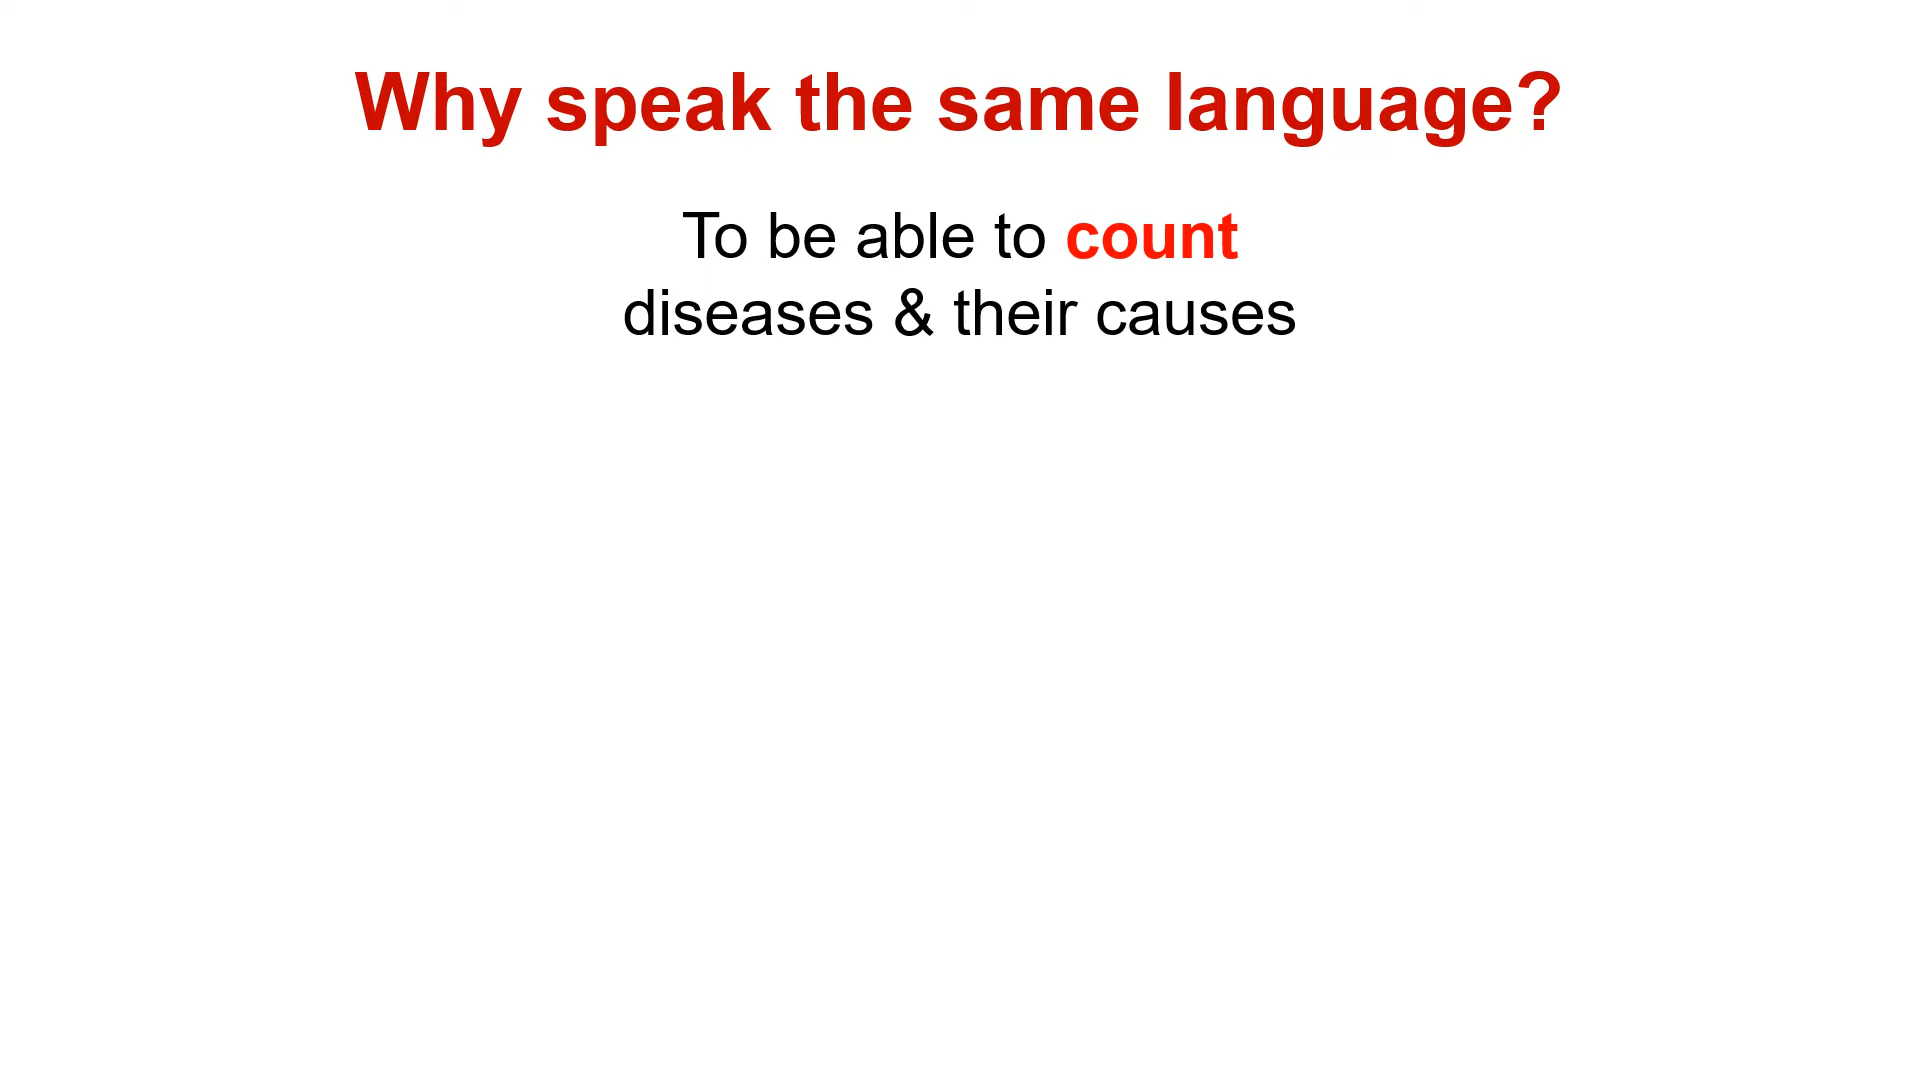 Why speak the same language?
To be able to count
diseases & their causes